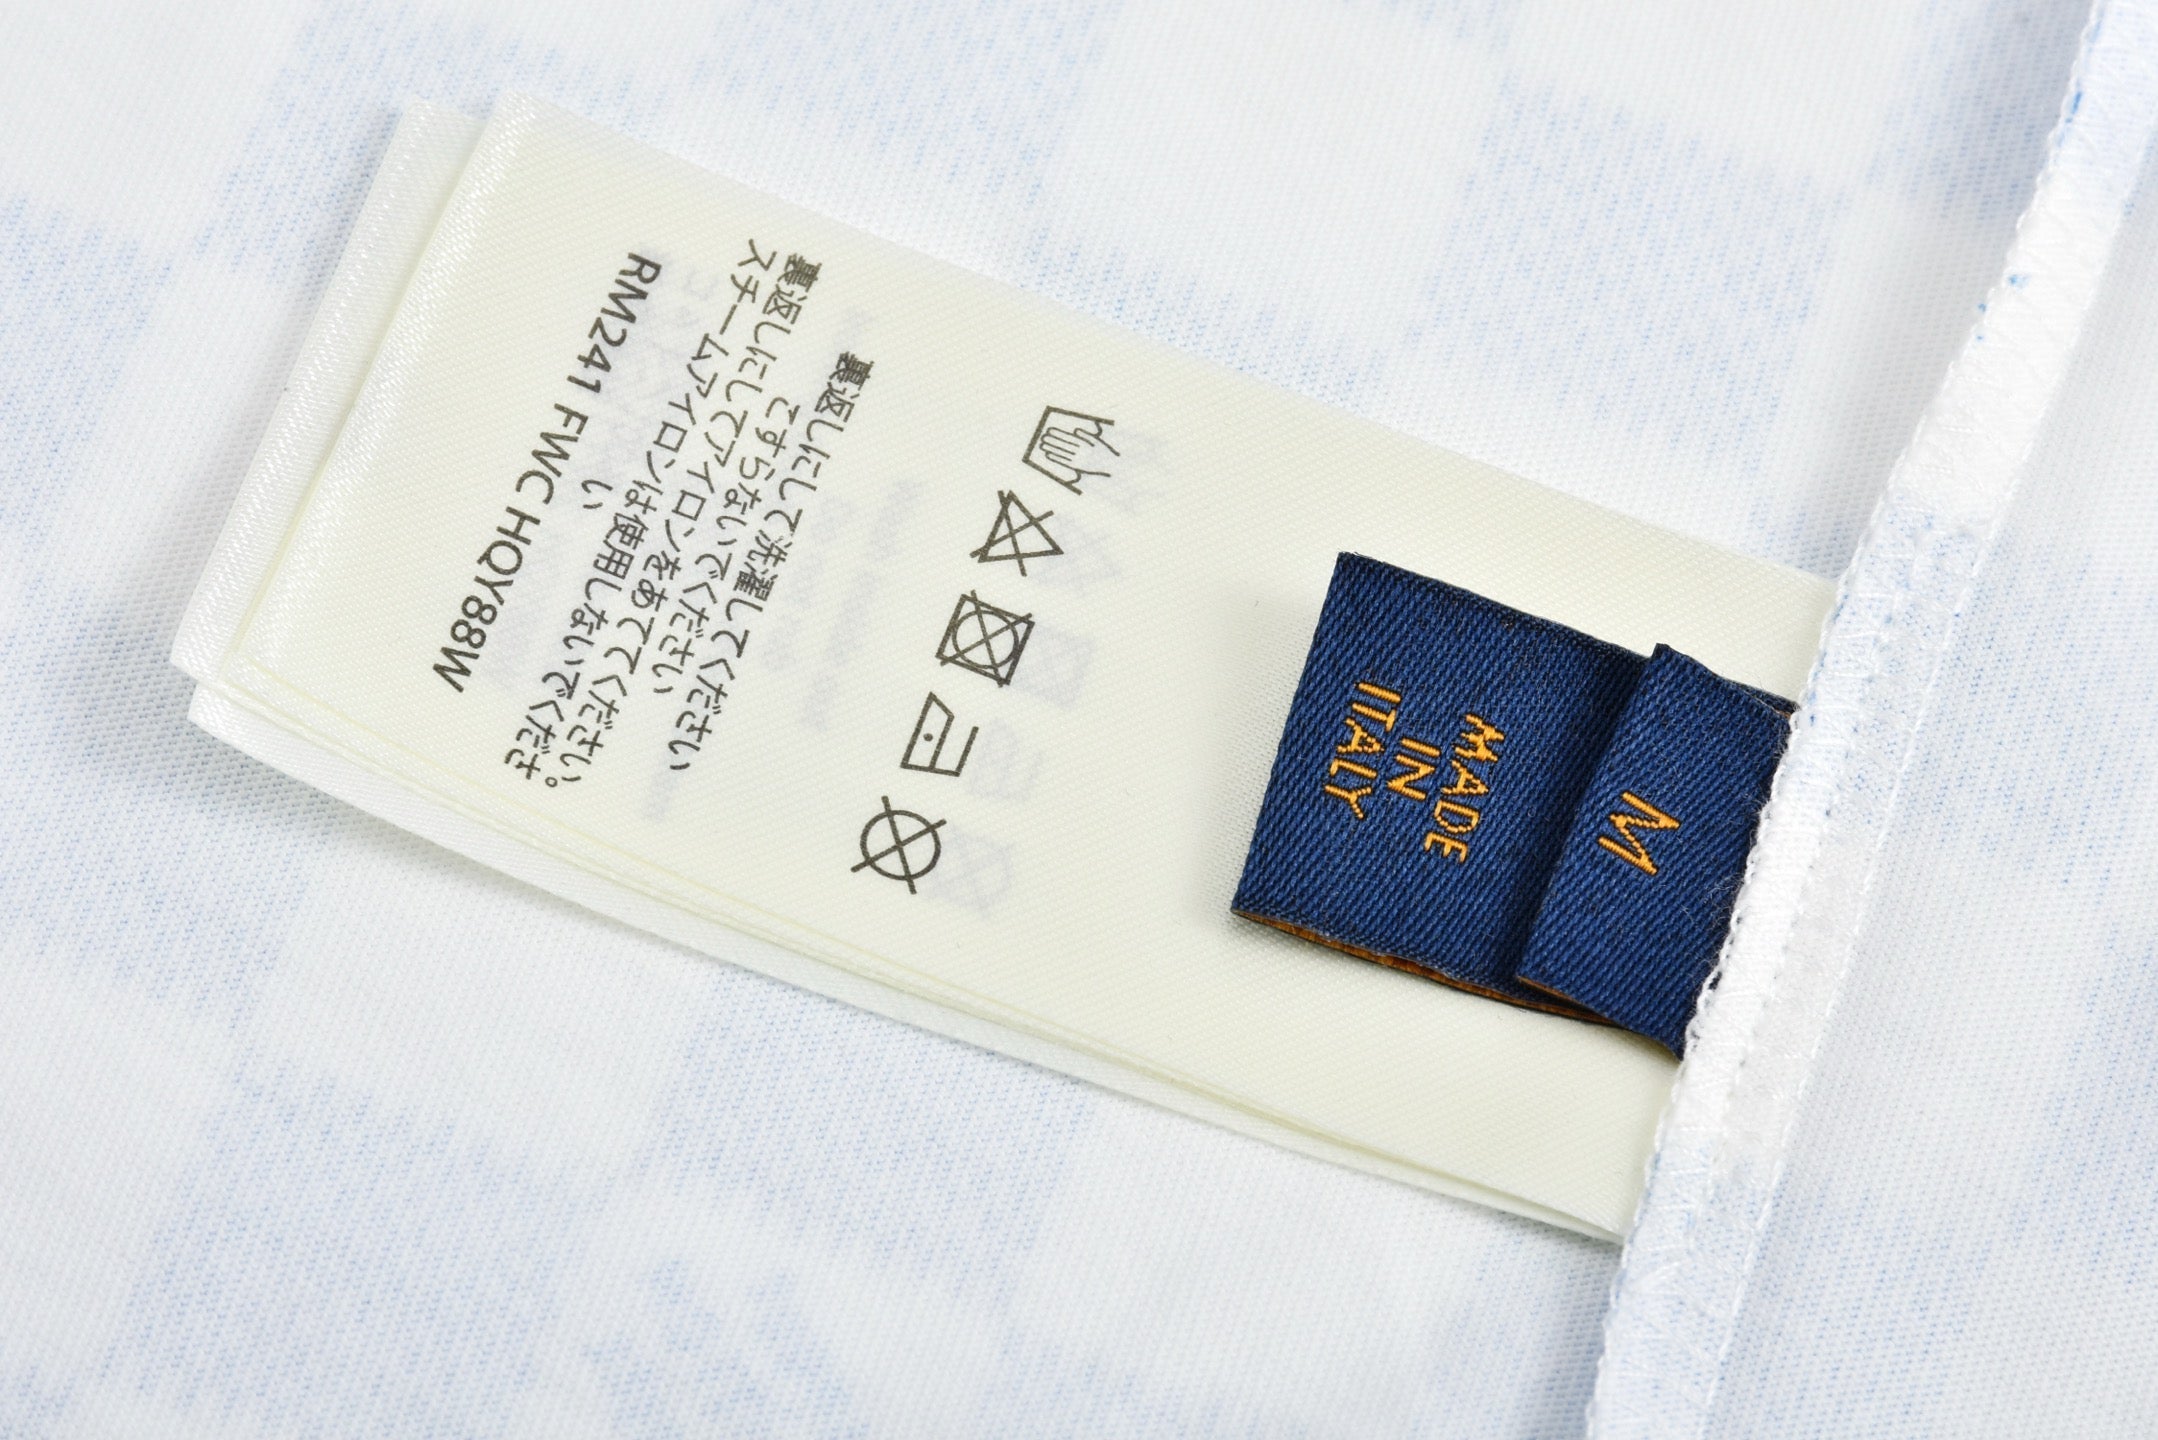 M
MADE
IN
ITALY
裏返しにして洗濯してください
こすらないでください
裏返しにしてアイロンをあててください
スチームアイロンは使用しないでくださ
い。
RM241 FWC HQY88W